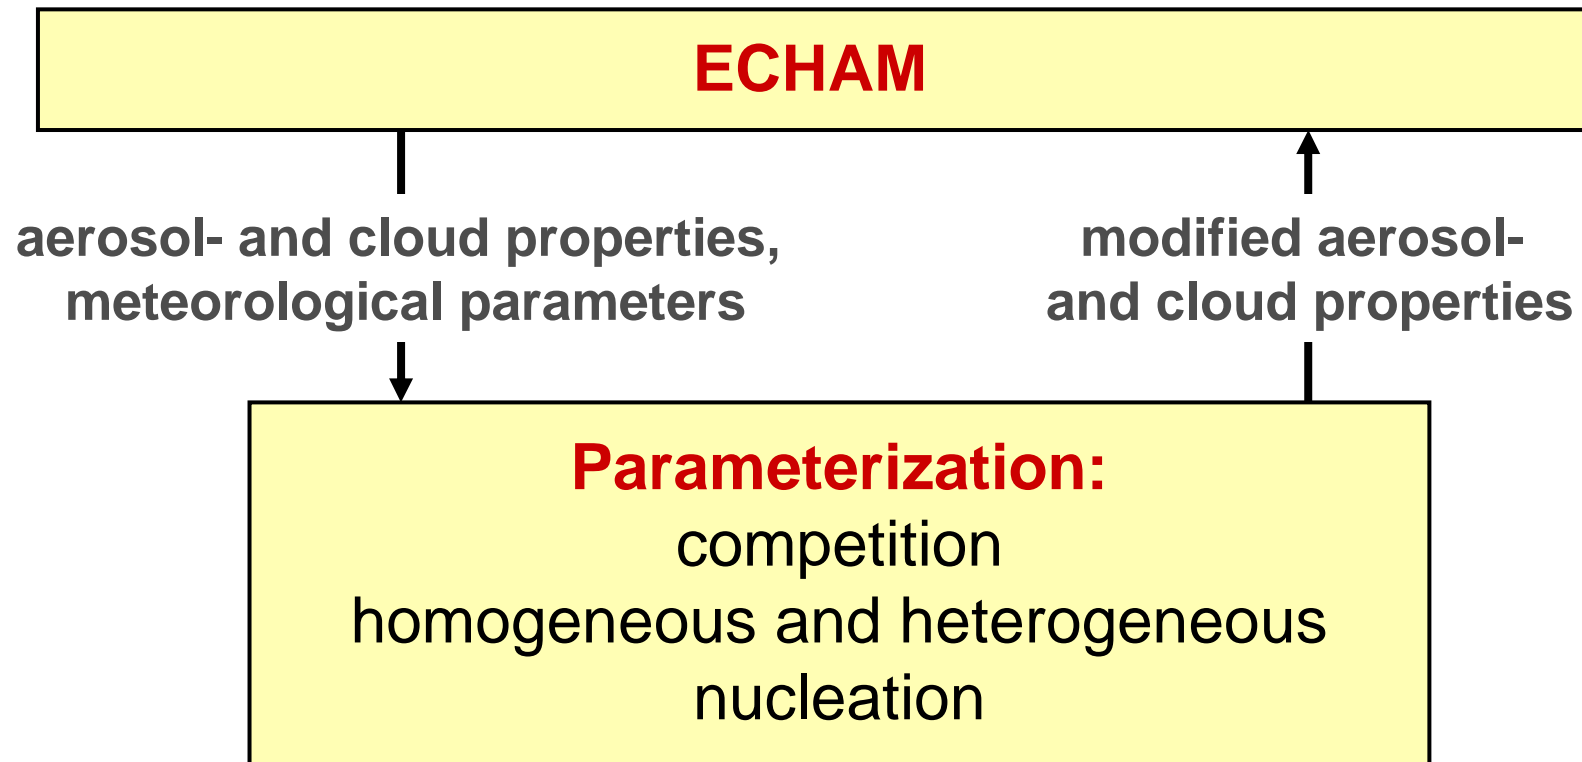 ECHAM
aerosol- and cloud properties,
meteorological parameters
modified aerosol-
and cloud properties
Parameterization:
competition
homogeneous and heterogeneous
nucleation